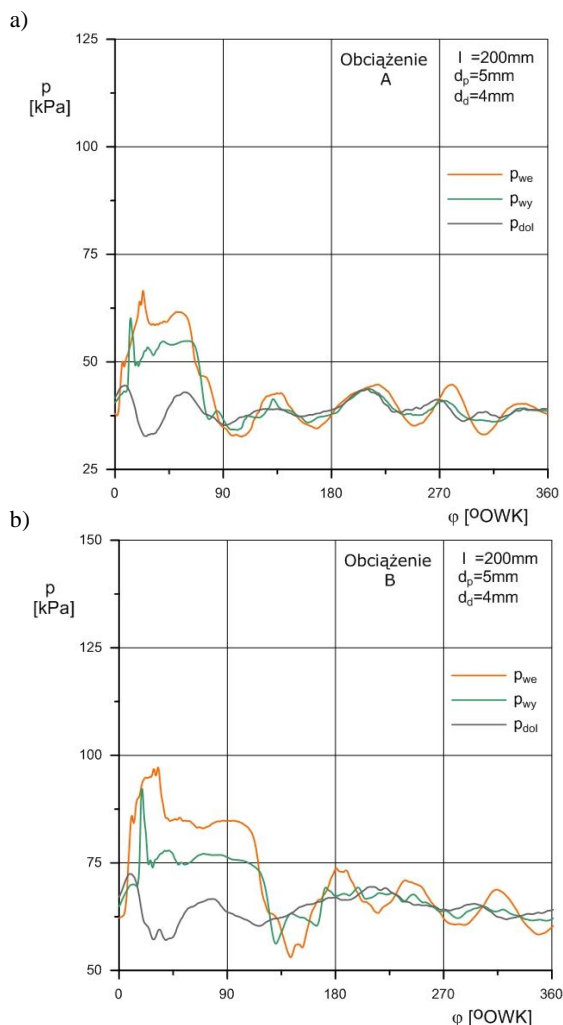 a)
125
100
75
50
25
p
[kPa]
Obciążenie
A
l =200mm
dp=5mm
dd=4mm
pwe
pwy
pdol
0 90 180 270 360
φ [ºOWK]
b)
150
125
100
75
50
p
[kPa]
Obciążenie
B
l =200mm
dp=5mm
dd=4mm
pwe
pwy
pdol
0 90 180 270 360
φ [ºOWK]